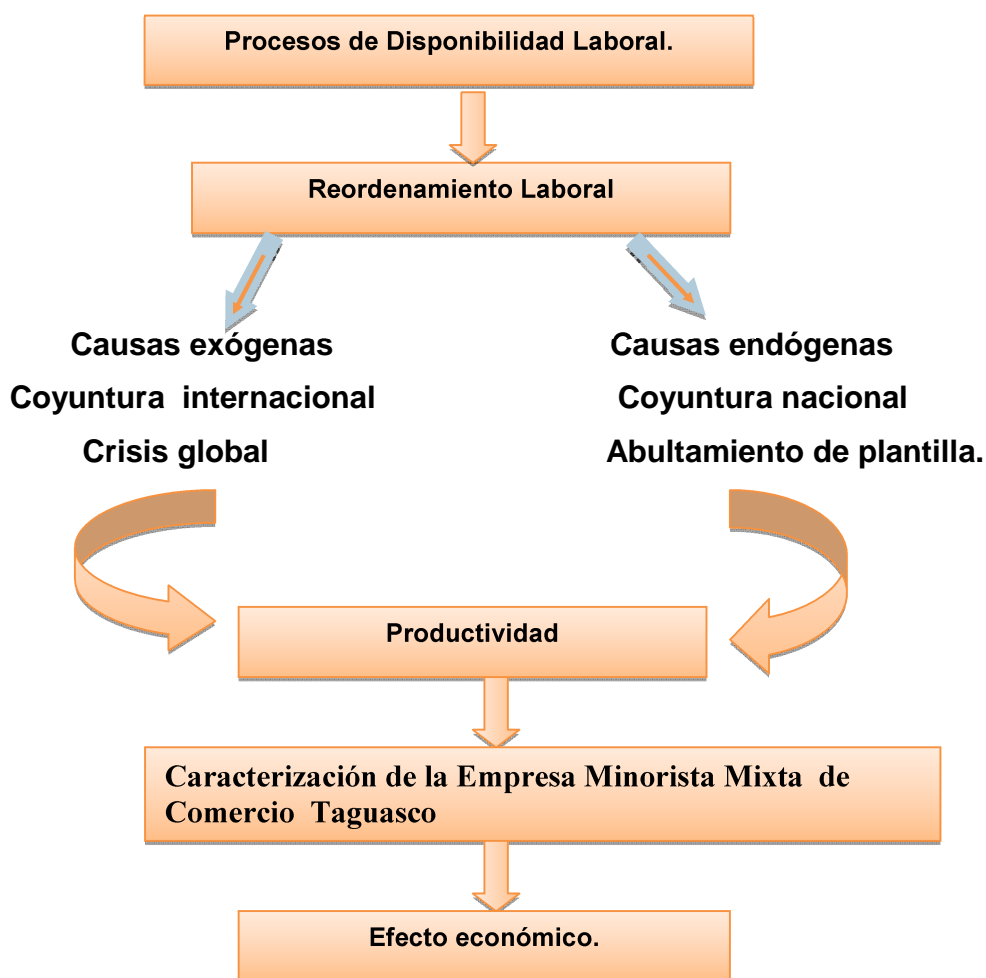 Procesos de Disponibilidad Laboral.
Reordenamiento Laboral
Causas exógenas
Coyuntura internacional
Crisis global
Causas endógenas
Coyuntura nacional
Abultamiento de plantilla.
Productividad
Caracterización de la Empresa Minorista Mixta de
Comercio Taguasco
Efecto económico.